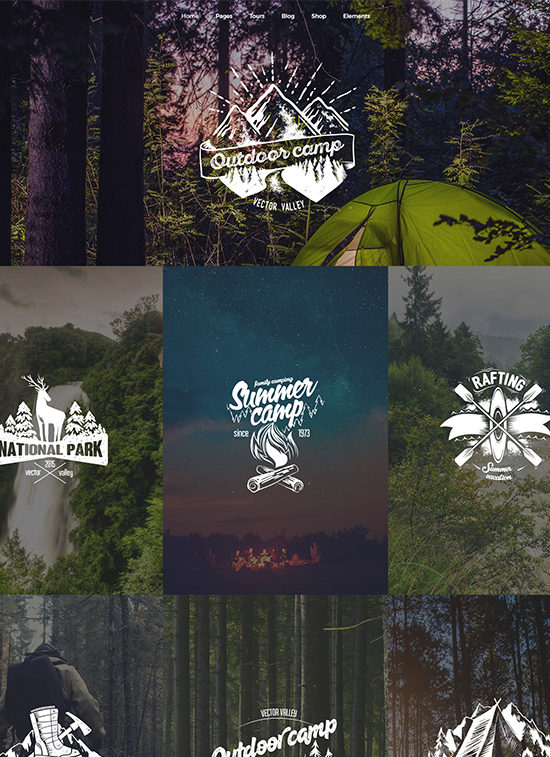 Home Pages Tours Blog Shop Elements
Outdoor camp
VECTOR VALLEY
NATIONAL PARK
2015
vector valley
family camping
Summer
camp
since 1973
RAFTING
Summer
vacation
VECTOR VALLEY
Outdoor camp